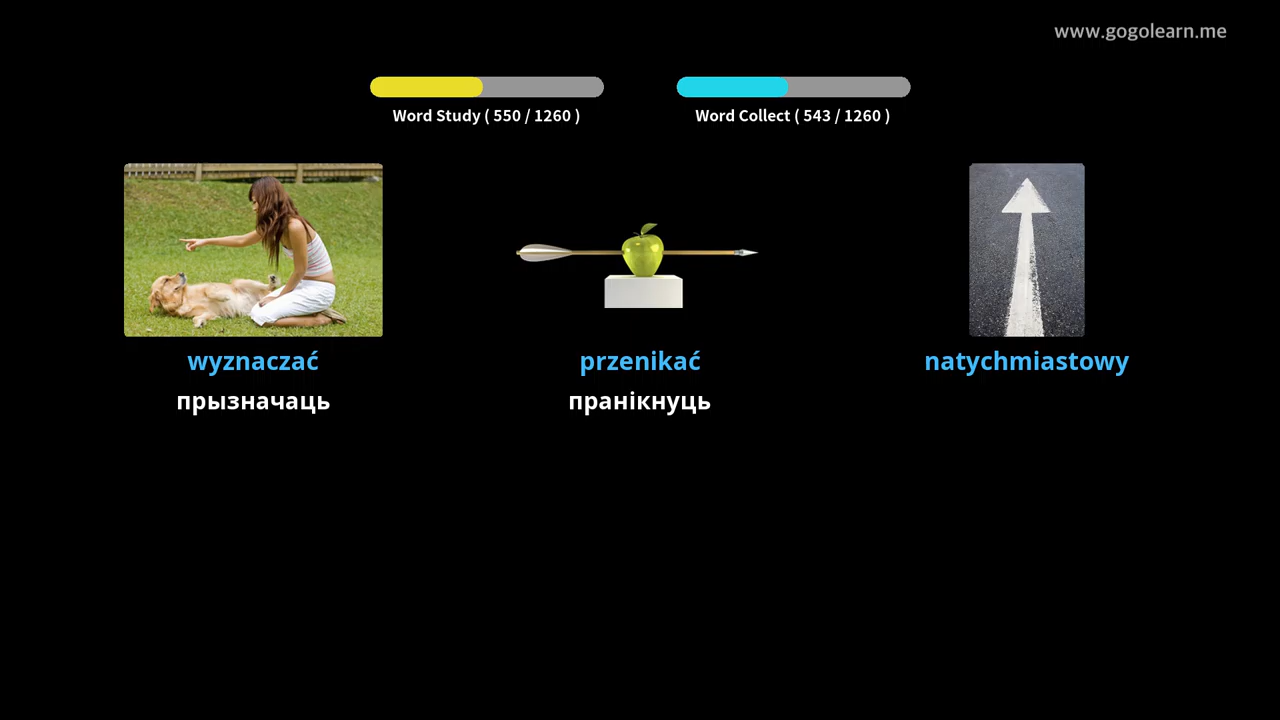 www.gogolearn.me
Word Study ( 550 / 1260 )
Word Collect ( 543 / 1260 )
wyznaczać
przenikać
natychmiastowy
прызначаць
пранікнуць